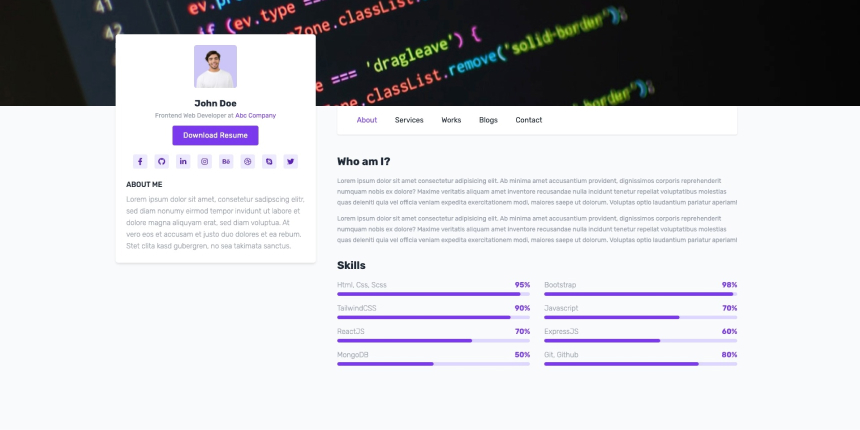 41
ev.pro
42
if (ev.type ===
Zone.classList.
=== 'dragleave') {
.classList.remove('solid-border')
John Doe
Frontend Web Developer at Abc Company
Download Resume
Bē
ABOUT ME
Lorem ipsum dolor sit amet, consetetur sadipscing elitr,
sed diam nonumy eirmod tempor invidunt ut labore et
dolore magna aliquyam erat, sed diam voluptua. At
vero eos et accusam et justo duo dolores et ea rebum.
Stet clita kasd gubergren, no sea takimata sanctus.
About
Services
Works
Blogs
Contact
Who am I?
Lorem ipsum dolor sit amet consectetur adipisicing elit. Ab minima amet accusantium provident, dignissimos corporis reprehenderit
numquam nobis ex dolore? Maxime veritatis aliquam amet inventore recusandae nulla incidunt tenetur repellat voluptatibus molestias
quas deleniti quia vel officia veniam expedita exercitationem modi, maiores saepe ut dolorum. Voluptas optio laudantium pariatur aperiam!
Lorem ipsum dolor sit amet consectetur adipisicing elit. Ab minima amet accusantium provident, dignissimos corporis reprehenderit
numquam nobis ex dolore? Maxime veritatis aliquam amet inventore recusandae nulla incidunt tenetur repellat voluptatibus molestias
quas deleniti quia vel officia veniam expedita exercitationem modi, maiores saepe ut dolorum. Voluptas optio laudantium pariatur aperiam!
Skills
Html, Css, Scss 95%
Bootstrap 98%
TailwindCSS 90%
Javascript 70%
ReactJS 70%
ExpressJS 60%
MongoDB 50%
Git, Github 80%